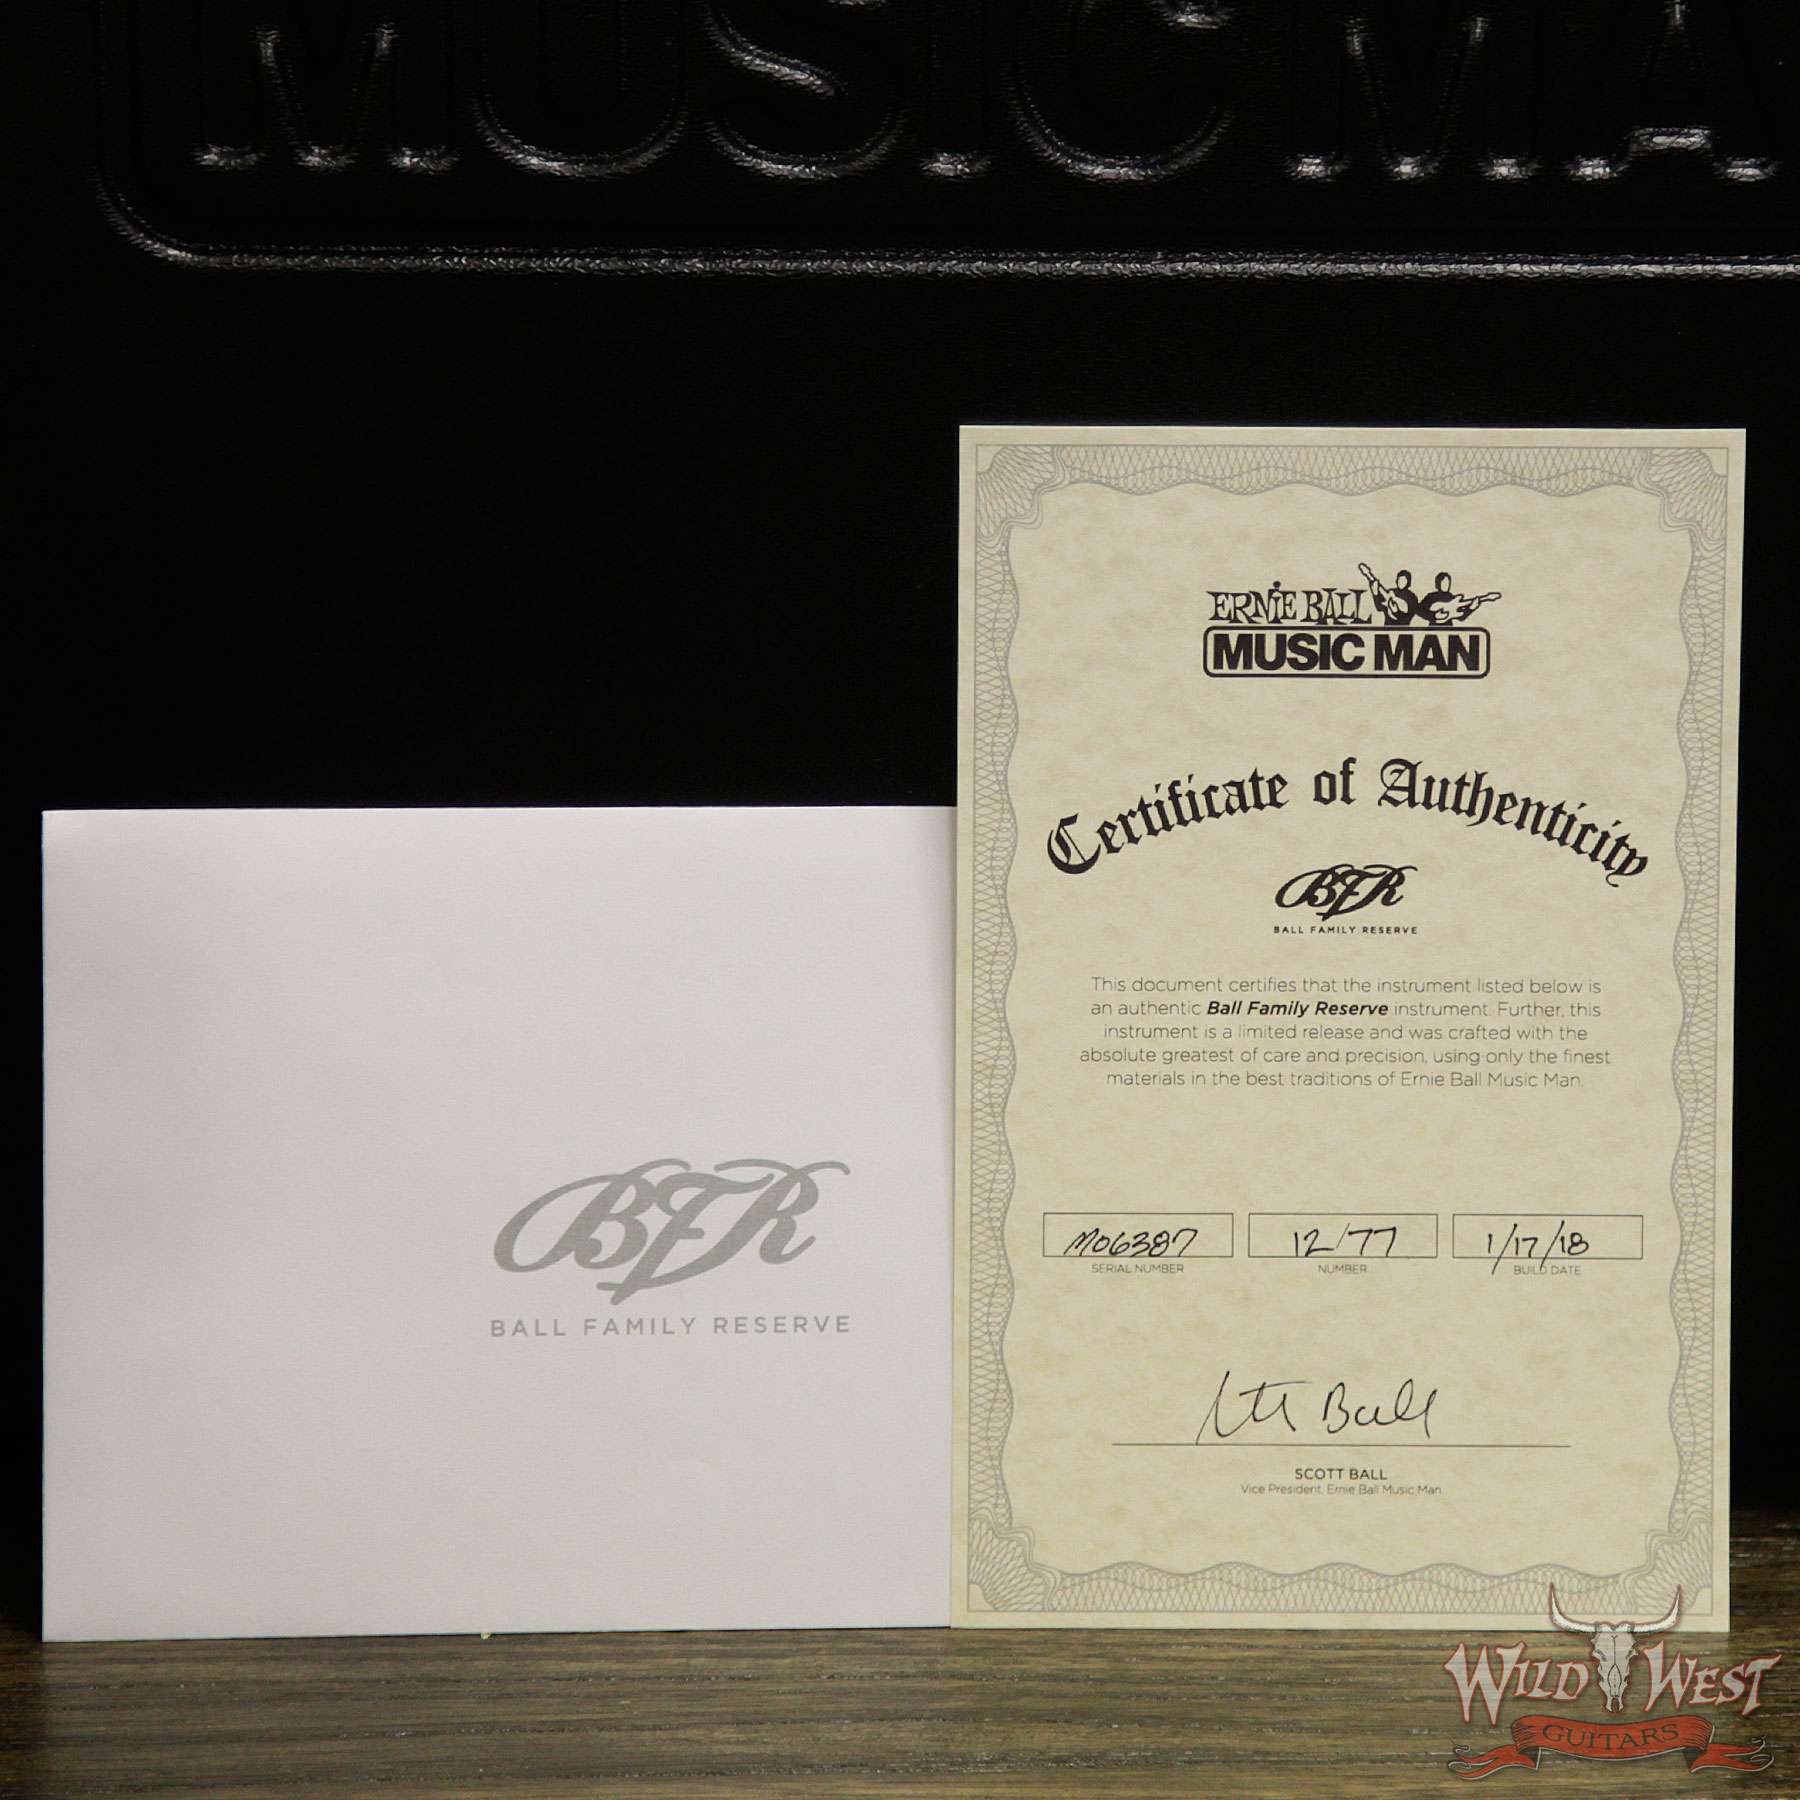 MUSIC MA
ERNIE BALL
MUSIC MAN
Certificate of Authenticity
BFR
BALL FAMILY RESERVE
This document certifies that the instrument listed below is
an authentic Ball Family Reserve instrument. Further, this
instrument is a limited release and was crafted with the
absolute greatest of care and precision, using only the finest
materials in the best traditions of Ernie Ball Music Man.
M06387 12/77 1/17/18
SERIAL NUMBER NUMBER BUILD DATE
Scott Ball
SCOTT BALL
Vice President, Ernie Ball Music Man
BFR
BALL FAMILY RESERVE
WILD WEST
GUITARS